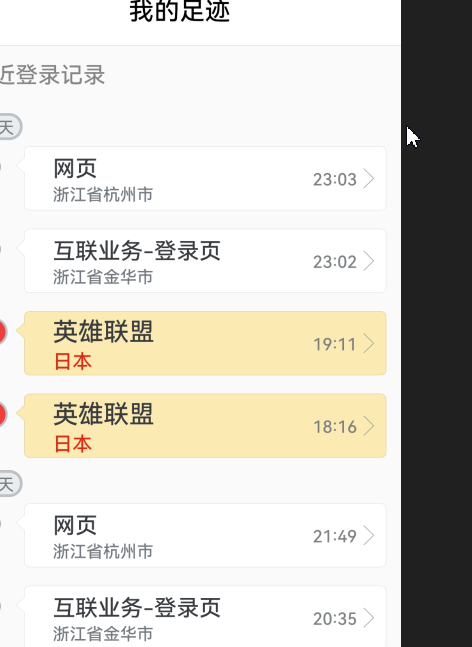 我的足迹
近登录记录
天
网页
23:03
浙江省杭州市
互联业务-登录页
23:02
浙江省金华市
英雄联盟
19:11
日本
英雄联盟
18:16
日本
天
网页
21:49
浙江省杭州市
互联业务-登录页
20:35
浙江省金华市